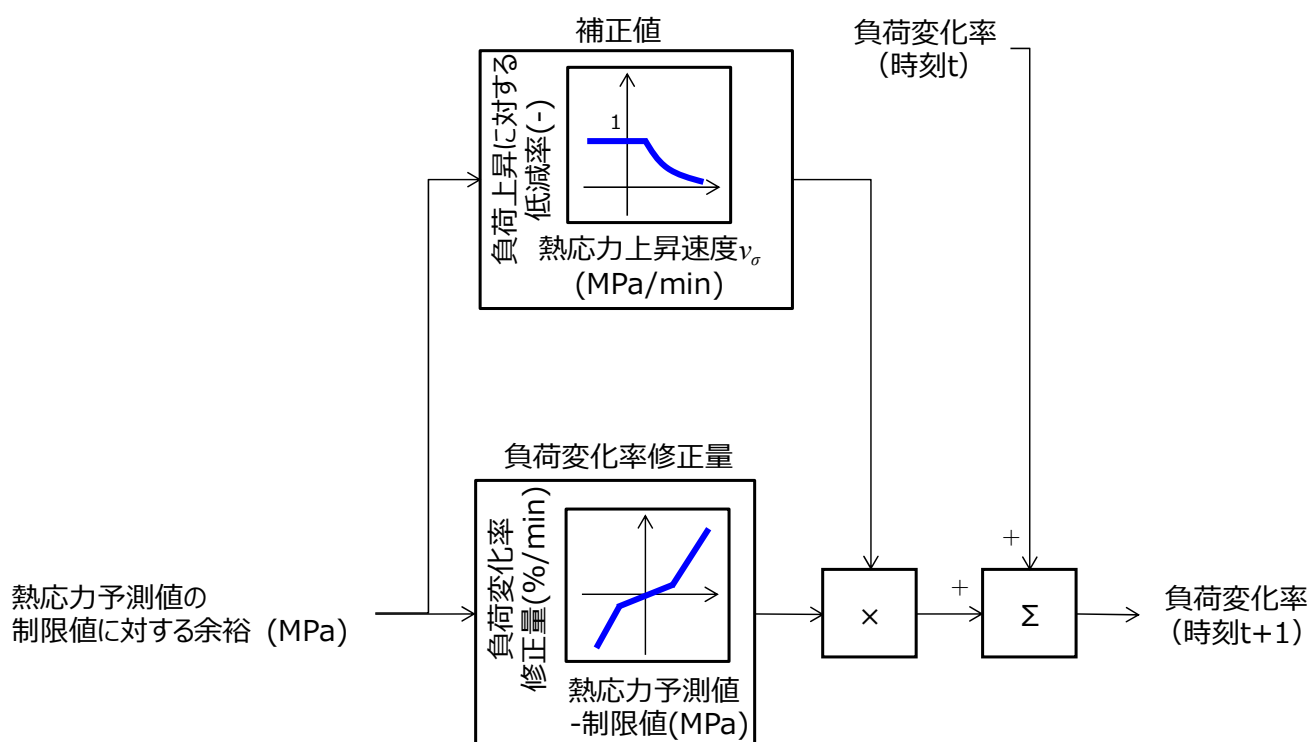 補正値
負荷変化率
（時刻t）
負荷上昇に対する
低減率(-)
1
熱応力上昇速度vσ
(MPa/min)
負荷変化率修正量
負荷変化率
修正量(%/min)
熱応力予測値
-制限値(MPa)
熱応力予測値の
制限値に対する余裕 (MPa)
×
+
+
Σ
負荷変化率
（時刻t+1）